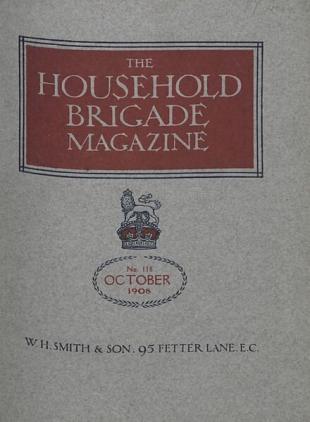 THE
HOUSEHOLD
BRIGADE
MAGAZINE
No. 118
OCTOBER
1908
W. H. SMITH & SON. 95 FETTER LANE. E.C.